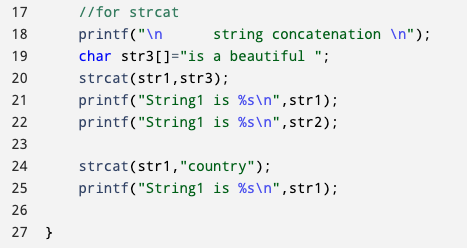 17 //for strcat
18 printf("\n      string concatenation \n");
19 char str3[]="is a beautiful ";
20 strcat(str1,str3);
21 printf("String1 is %s\n",str1);
22 printf("String1 is %s\n",str2);
23
24 strcat(str1,"country");
25 printf("String1 is %s\n",str1);
26
27 }